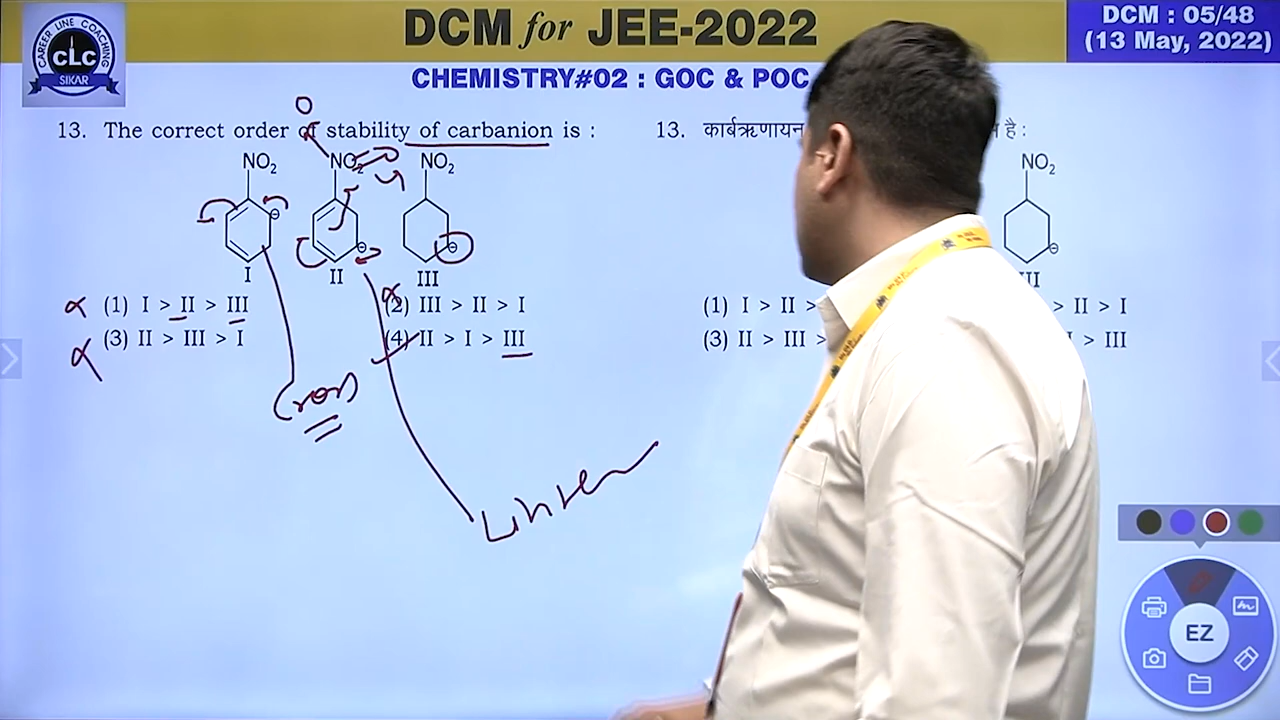 CAREER LINE COACHING
CLC
SIKAR
DCM for JEE-2022
DCM : 05/48
(13 May, 2022)
CHEMISTRY#02 : GOC & POC
O
13. The correct order of stability of carbanion is :
NO2
NO2
NO2
I
II
III
(1) I > II > III
(2) III > II > I
(3) II > III > I
(4) II > I > III
13. कार्बऋणायन
है :
NO2
III
(1) I > II >
> II > I
(3) II > III >
> III
EZ